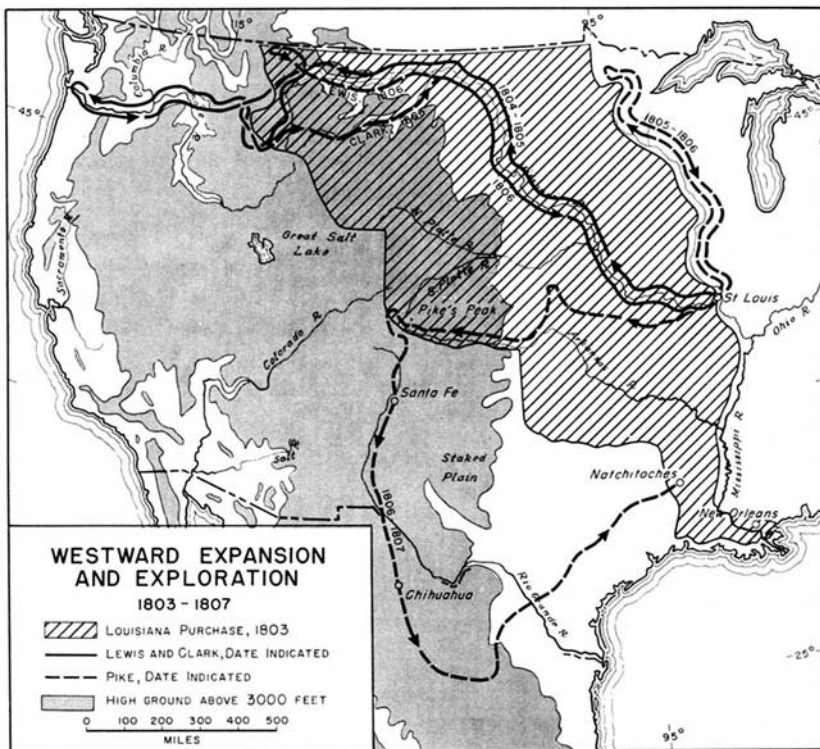 115°
95°
Columbia R.
45°
45°
LEWIS 1806
CLARK 1806
1804-1805
1806
1805-1806
Great Salt
Lake
N. Platte R.
S. Platte R.
Pike's Peak
Sacramento R.
Colorado R.
St Louis
Ohio R.
Arkansas R.
Santa Fe
Staked
Plain
Salt R.
Mississippi R.
Natchitoches
New Orleans
1806-1807
Chihuahua
Rio Grande R.
25°
95°
WESTWARD EXPANSION
AND EXPLORATION
1803-1807
LOUISIANA PURCHASE, 1803
LEWIS AND CLARK, DATE INDICATED
PIKE, DATE INDICATED
HIGH GROUND ABOVE 3000 FEET
0 100 200 300 400 500
MILES